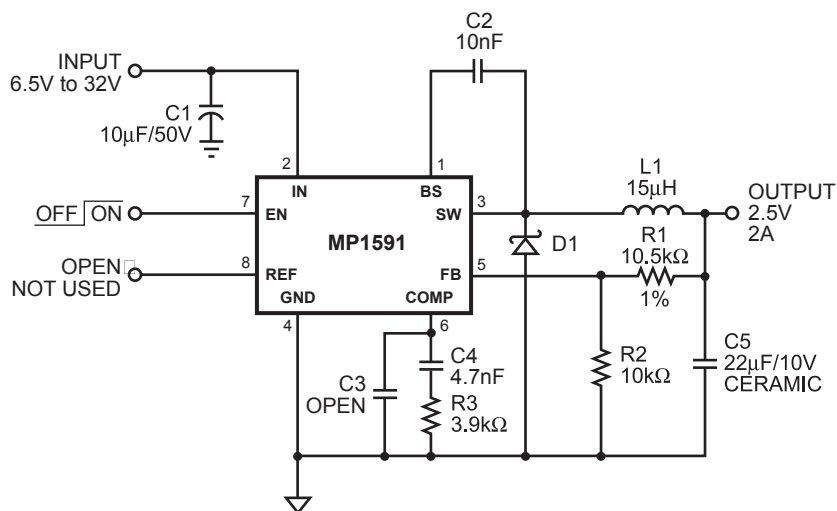 C2
10nF
INPUT
6.5V to 32V
C1
10µF/50V
2
1
IN
BS
L1
15µH
OUTPUT
2.5V
2A
7
EN
SW
3
OFF ON
MP1591
D1
R1
10.5kΩ
1%
OPEN
NOT USED
8
REF
FB
5
GND
COMP
4
6
C3
OPEN
C4
4.7nF
R3
3.9kΩ
R2
10kΩ
C5
22µF/10V
CERAMIC